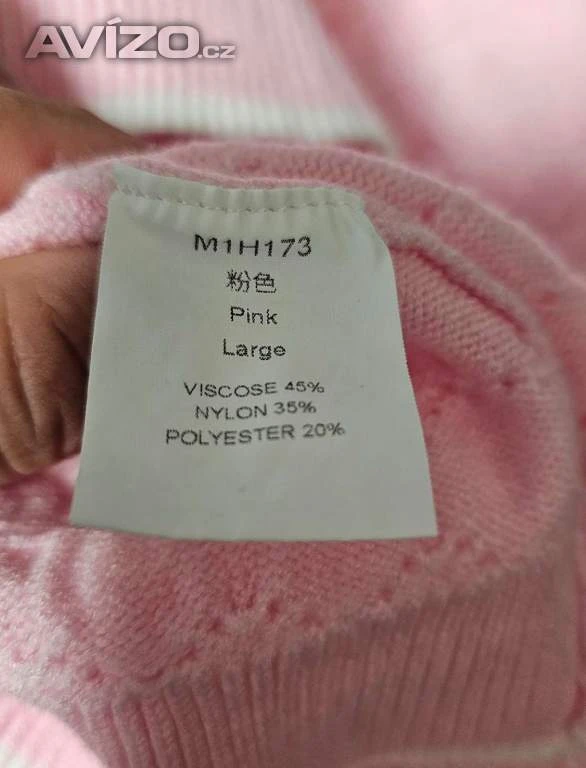 AVÍZO.cz
M1H173
粉色
Pink
Large
VISCOSE 45%
NYLON 35%
POLYESTER 20%